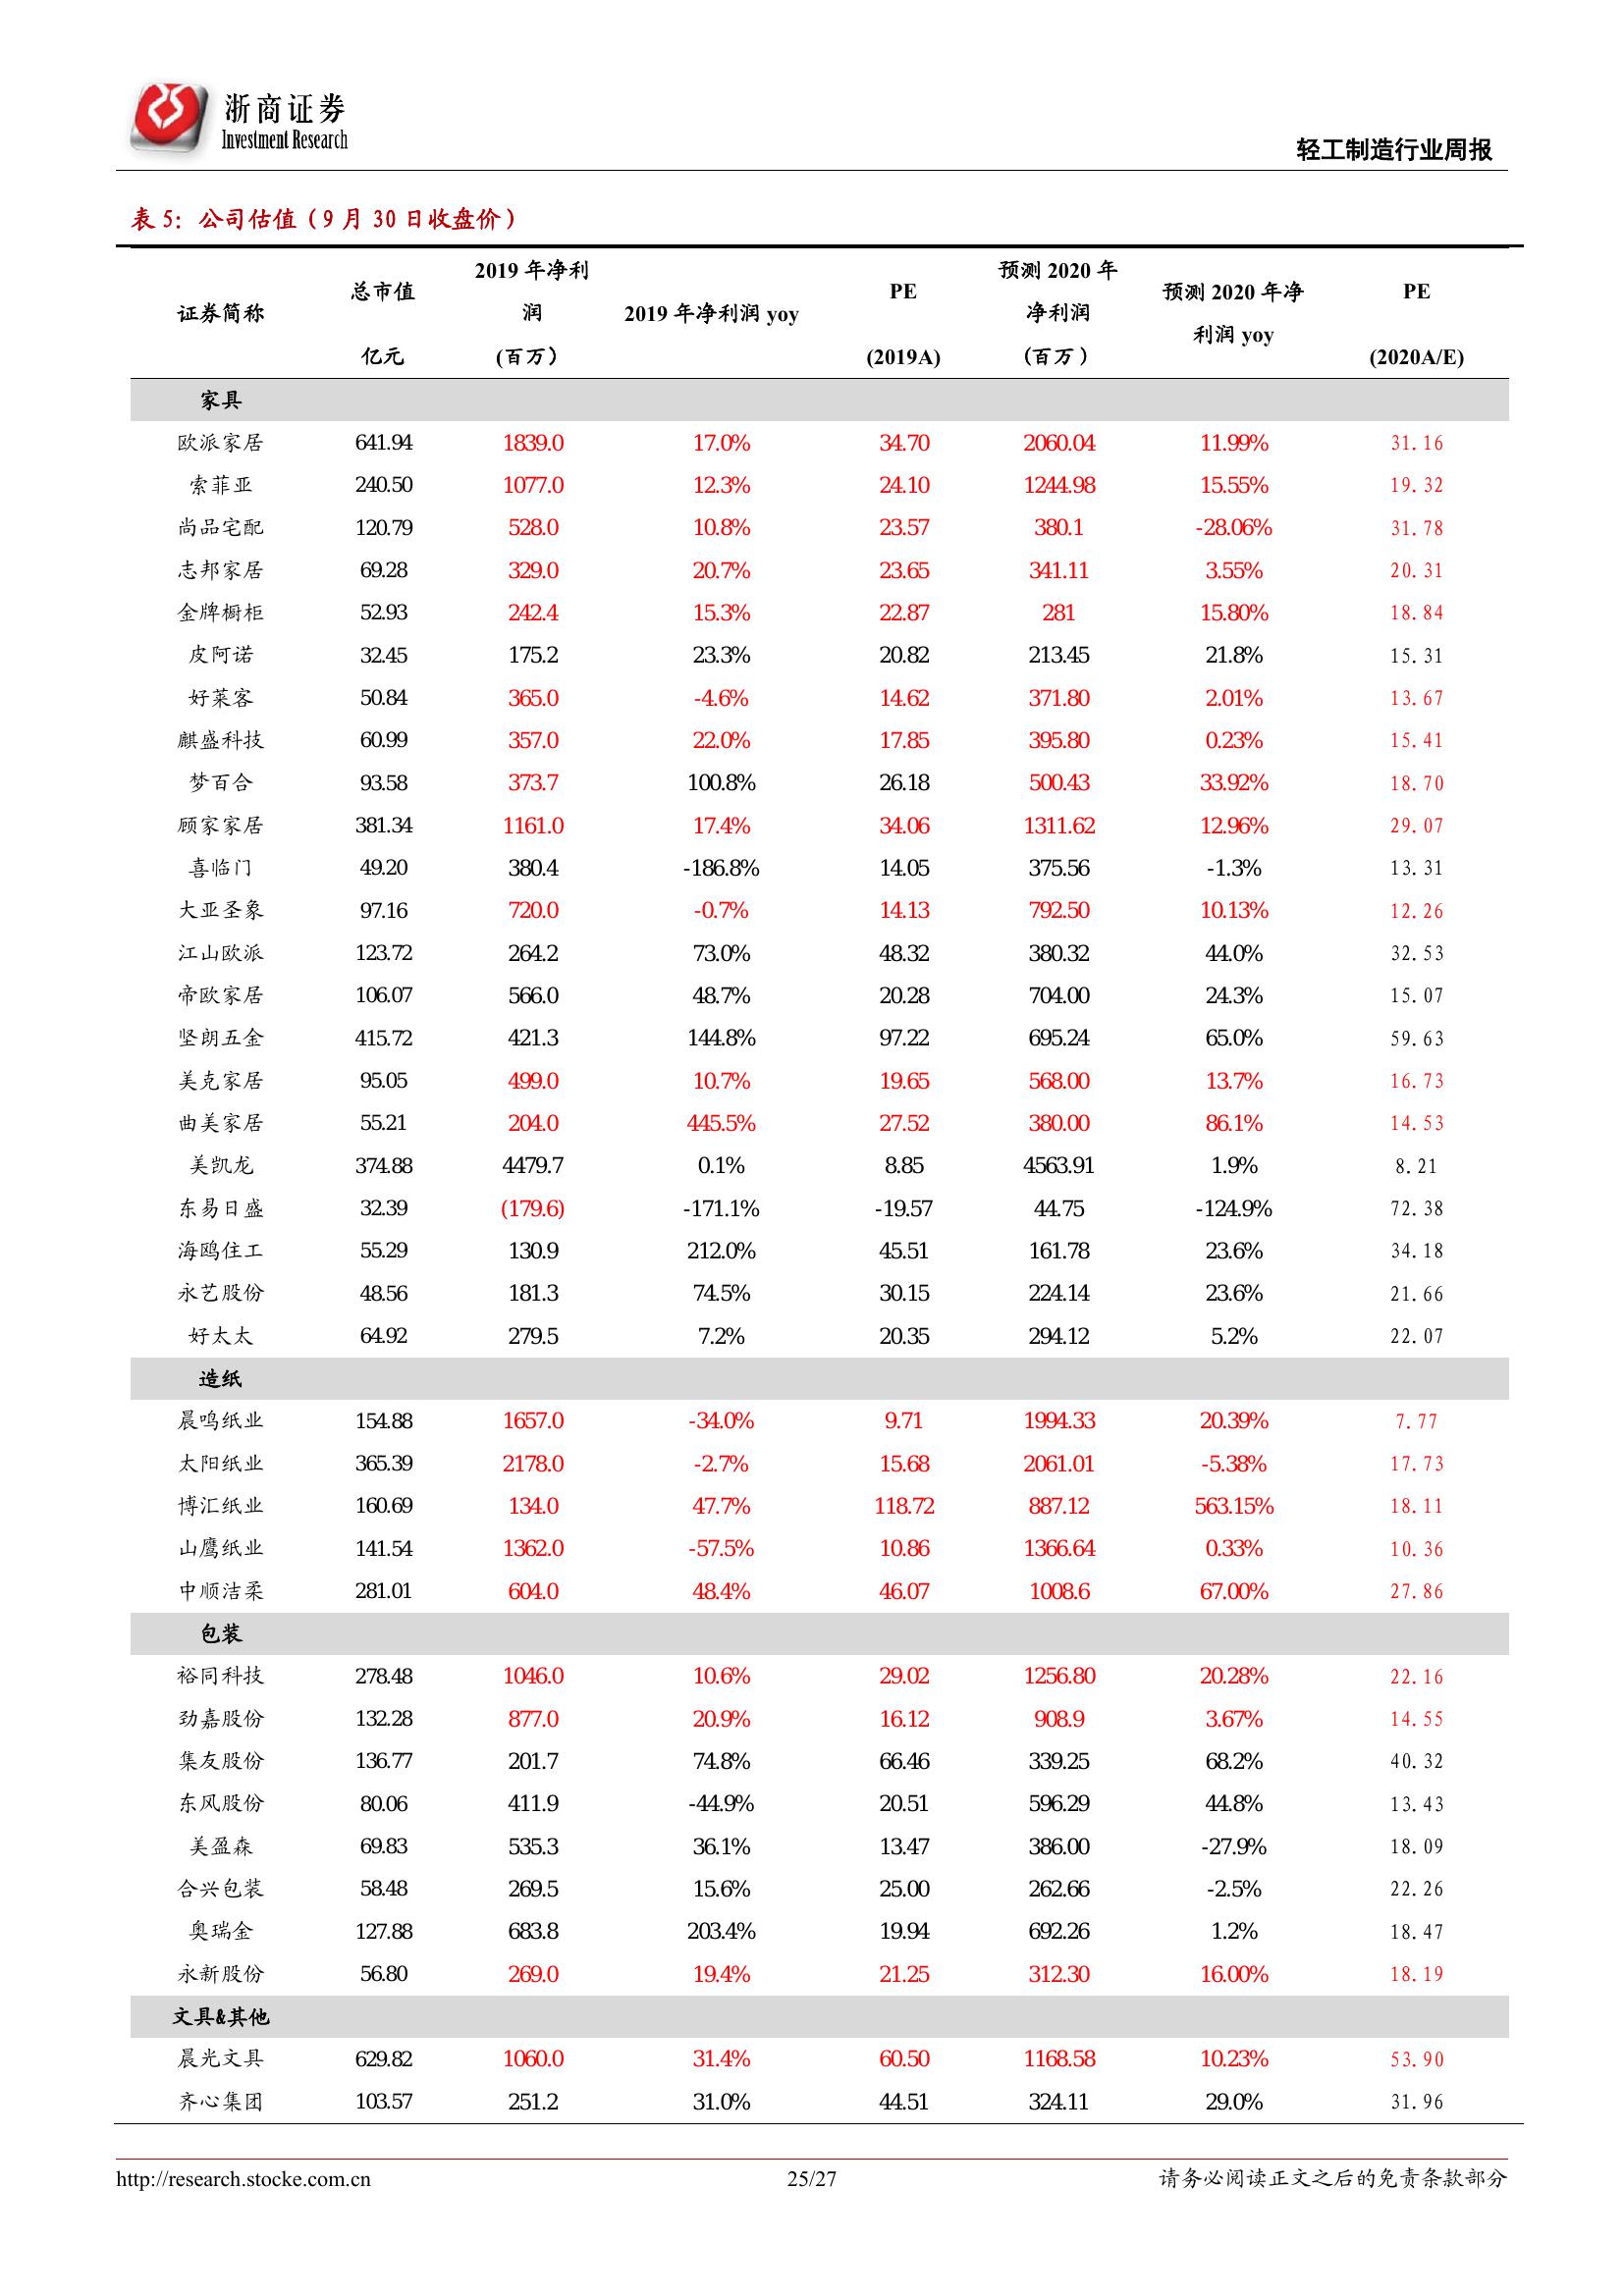 浙商证券
Investment Research
轻工制造行业周报
表 5：公司估值（9 月 30 日收盘价）
证券简称 总市值 亿元 2019 年净利润 (百万） 2019 年净利润 yoy PE (2019A) 预测 2020 年净利润 (百万） 预测 2020 年净利润 yoy PE (2020A/E)
家具
欧派家居 641.94 1839.0 17.0% 34.70 2060.04 11.99% 31.16
索菲亚 240.50 1077.0 12.3% 24.10 1244.98 15.55% 19.32
尚品宅配 120.79 528.0 10.8% 23.57 380.1 -28.06% 31.78
志邦家居 69.28 329.0 20.7% 23.65 341.11 3.55% 20.31
金牌橱柜 52.93 242.4 15.3% 22.87 281 15.80% 18.84
皮阿诺 32.45 175.2 23.3% 20.82 213.45 21.8% 15.31
好莱客 50.84 365.0 -4.6% 14.62 371.80 2.01% 13.67
麒盛科技 60.99 357.0 22.0% 17.85 395.80 0.23% 15.41
梦百合 93.58 373.7 100.8% 26.18 500.43 33.92% 18.70
顾家家居 381.34 1161.0 17.4% 34.06 1311.62 12.96% 29.07
喜临门 49.20 380.4 -186.8% 14.05 375.56 -1.3% 13.31
大亚圣象 97.16 720.0 -0.7% 14.13 792.50 10.13% 12.26
江山欧派 123.72 264.2 73.0% 48.32 380.32 44.0% 32.53
帝欧家居 106.07 566.0 48.7% 20.28 704.00 24.3% 15.07
坚朗五金 415.72 421.3 144.8% 97.22 695.24 65.0% 59.63
美克家居 95.05 499.0 10.7% 19.65 568.00 13.7% 16.73
曲美家居 55.21 204.0 445.5% 27.52 380.00 86.1% 14.53
美凯龙 374.88 4479.7 0.1% 8.85 4563.91 1.9% 8.21
东易日盛 32.39 (179.6) -171.1% -19.57 44.75 -124.9% 72.38
海鸥住工 55.29 130.9 212.0% 45.51 161.78 23.6% 34.18
永艺股份 48.56 181.3 74.5% 30.15 224.14 23.6% 21.66
好太太 64.92 279.5 7.2% 20.35 294.12 5.2% 22.07
造纸
晨鸣纸业 154.88 1657.0 -34.0% 9.71 1994.33 20.39% 7.77
太阳纸业 365.39 2178.0 -2.7% 15.68 2061.01 -5.38% 17.73
博汇纸业 160.69 134.0 47.7% 118.72 887.12 563.15% 18.11
山鹰纸业 141.54 1362.0 -57.5% 10.86 1366.64 0.33% 10.36
中顺洁柔 281.01 604.0 48.4% 46.07 1008.6 67.00% 27.86
包装
裕同科技 278.48 1046.0 10.6% 29.02 1256.80 20.28% 22.16
劲嘉股份 132.28 877.0 20.9% 16.12 908.9 3.67% 14.55
集友股份 136.77 201.7 74.8% 66.46 339.25 68.2% 40.32
东风股份 80.06 411.9 -44.9% 20.51 596.29 44.8% 13.43
美盈森 69.83 535.3 36.1% 13.47 386.00 -27.9% 18.09
合兴包装 58.48 269.5 15.6% 25.00 262.66 -2.5% 22.26
奥瑞金 127.88 683.8 203.4% 19.94 692.26 1.2% 18.47
永新股份 56.80 269.0 19.4% 21.25 312.30 16.00% 18.19
文具&其他
晨光文具 629.82 1060.0 31.4% 60.50 1168.58 10.23% 53.90
齐心集团 103.57 251.2 31.0% 44.51 324.11 29.0% 31.96
http://research.stocke.com.cn 25/27 请务必阅读正文之后的免责条款部分